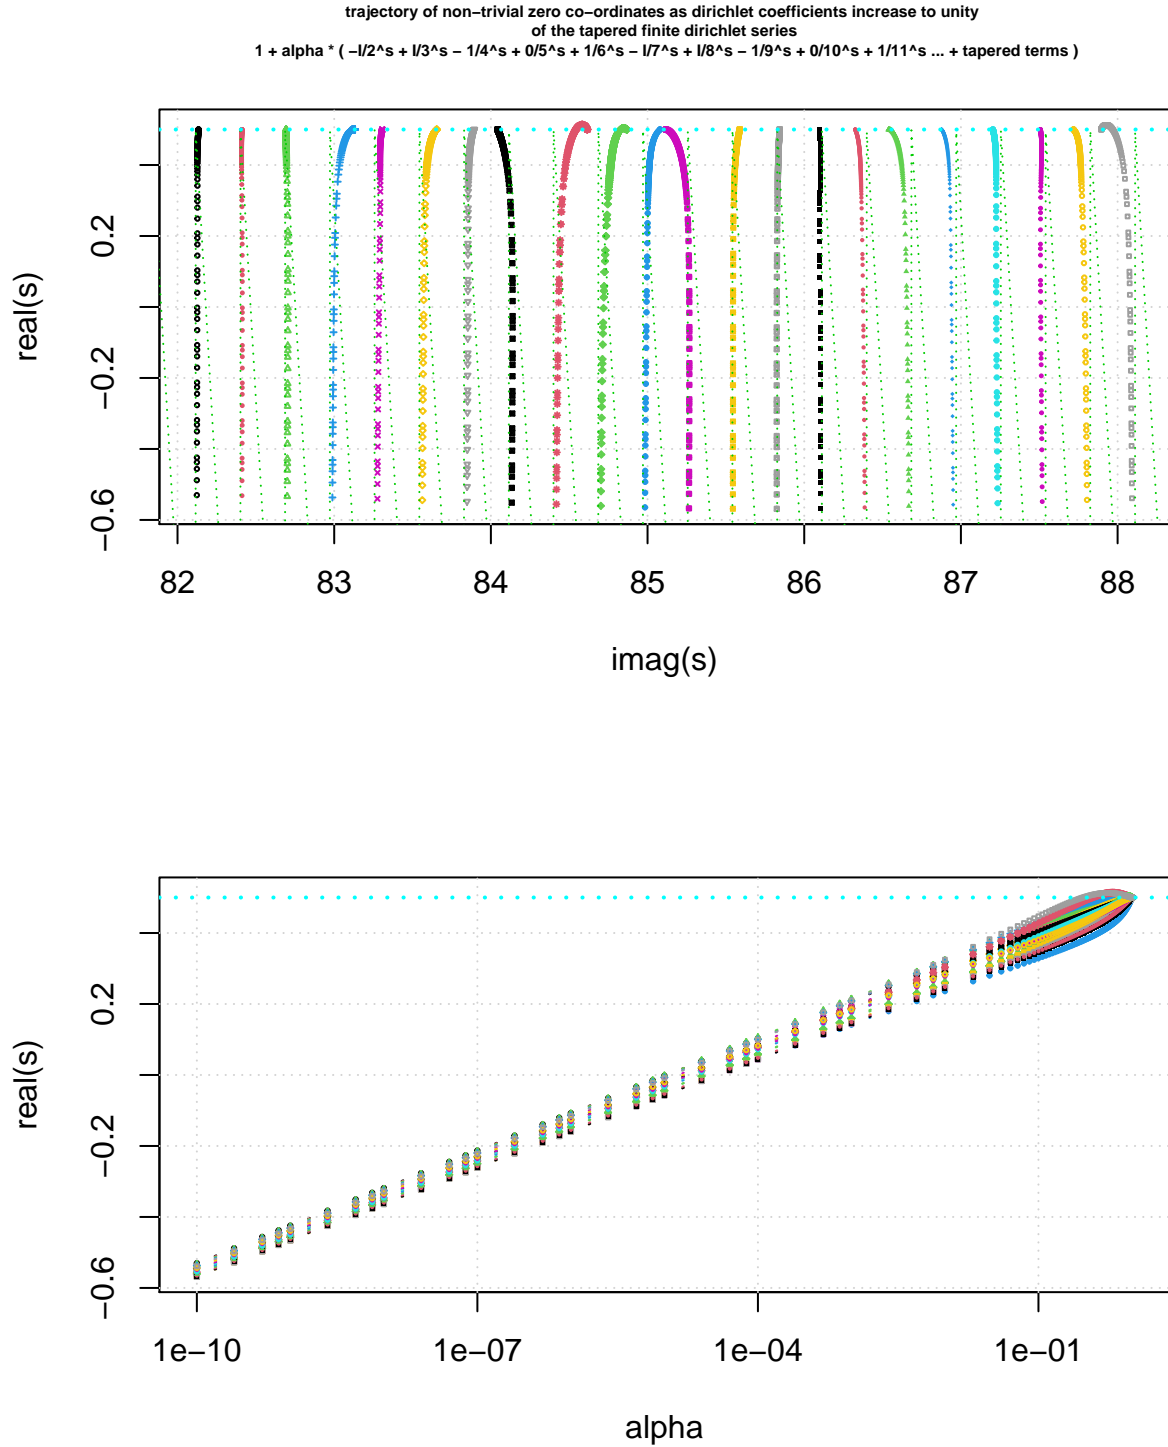 trajectory of non−trivial zero co−ordinates as dirichlet coefficients increase to unity
of the tapered finite dirichlet series
1 + alpha * ( −I/2^s + I/3^s − 1/4^s + 0/5^s + 1/6^s − I/7^s + I/8^s − 1/9^s + 0/10^s + 1/11^s ... + tapered terms )
real(s)
0.2
−0.2
−0.6
82 83 84 85 86 87 88
imag(s)
real(s)
0.2
−0.2
−0.6
1e−10 1e−07 1e−04 1e−01
alpha